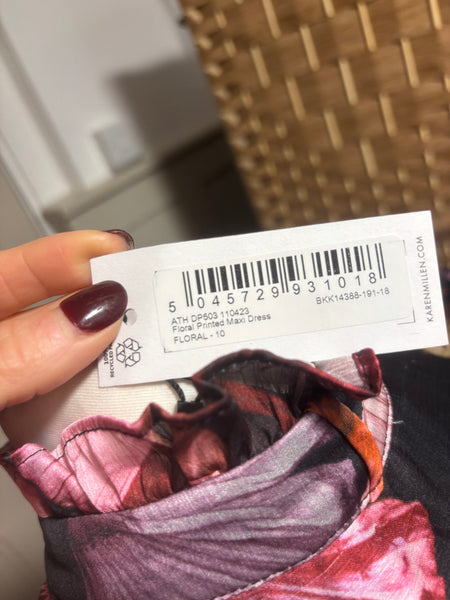 5 045729 931018
ATH DP503 110423
BKK14388-191-18
Floral Printed Maxi Dress
FLORAL - 10
KARENMILLEN.COM